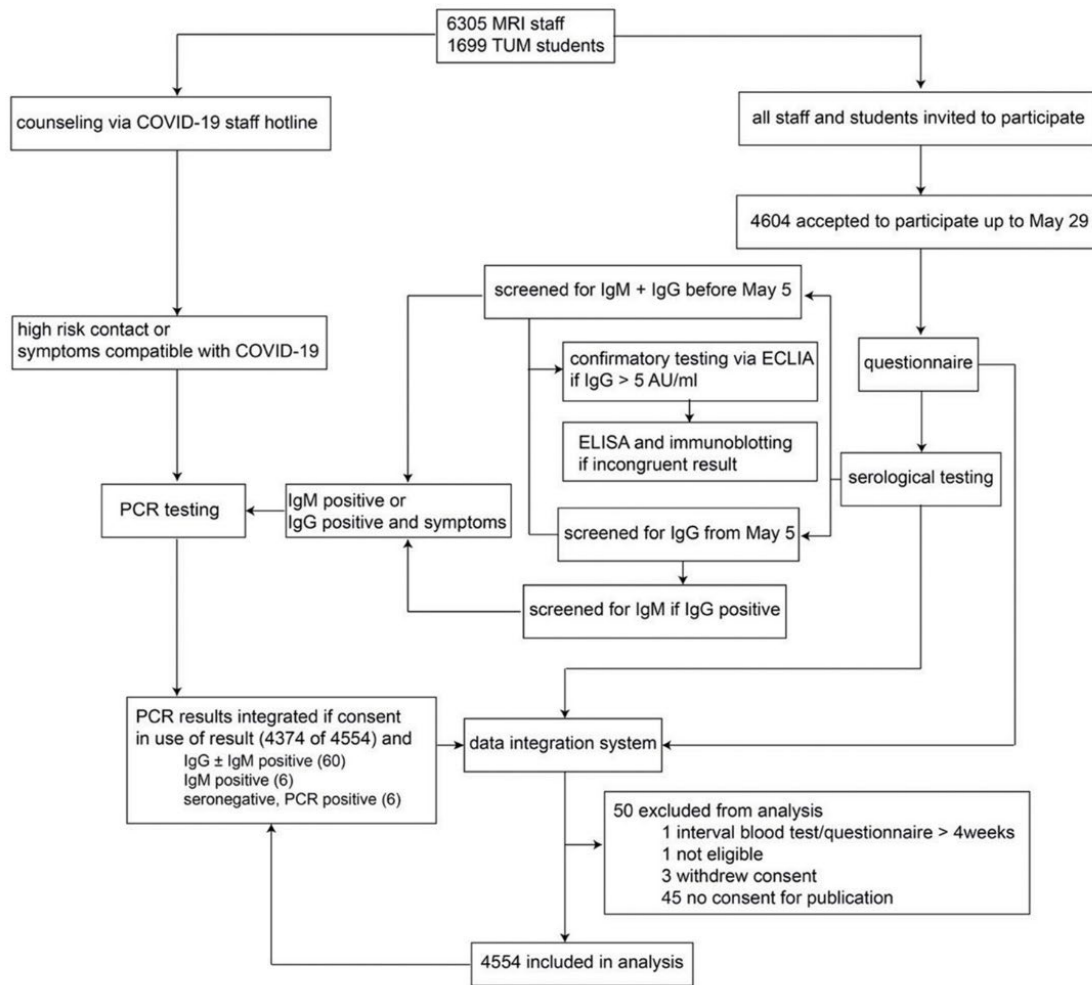 6305 MRI staff
1699 TUM students
counseling via COVID-19 staff hotline
all staff and students invited to participate
4604 accepted to participate up to May 29
screened for IgM + IgG before May 5
high risk contact or
symptoms compatible with COVID-19
confirmatory testing via ECLIA
if IgG > 5 AU/ml
questionnaire
ELISA and immunoblotting
if incongruent result
serological testing
PCR testing
IgM positive or
IgG positive and symptoms
screened for IgG from May 5
screened for IgM if IgG positive
PCR results integrated if consent
in use of result (4374 of 4554) and
IgG ± IgM positive (60)
IgM positive (6)
seronegative, PCR positive (6)
data integration system
50 excluded from analysis
1 interval blood test/questionnaire > 4weeks
1 not eligible
3 withdrew consent
45 no consent for publication
4554 included in analysis